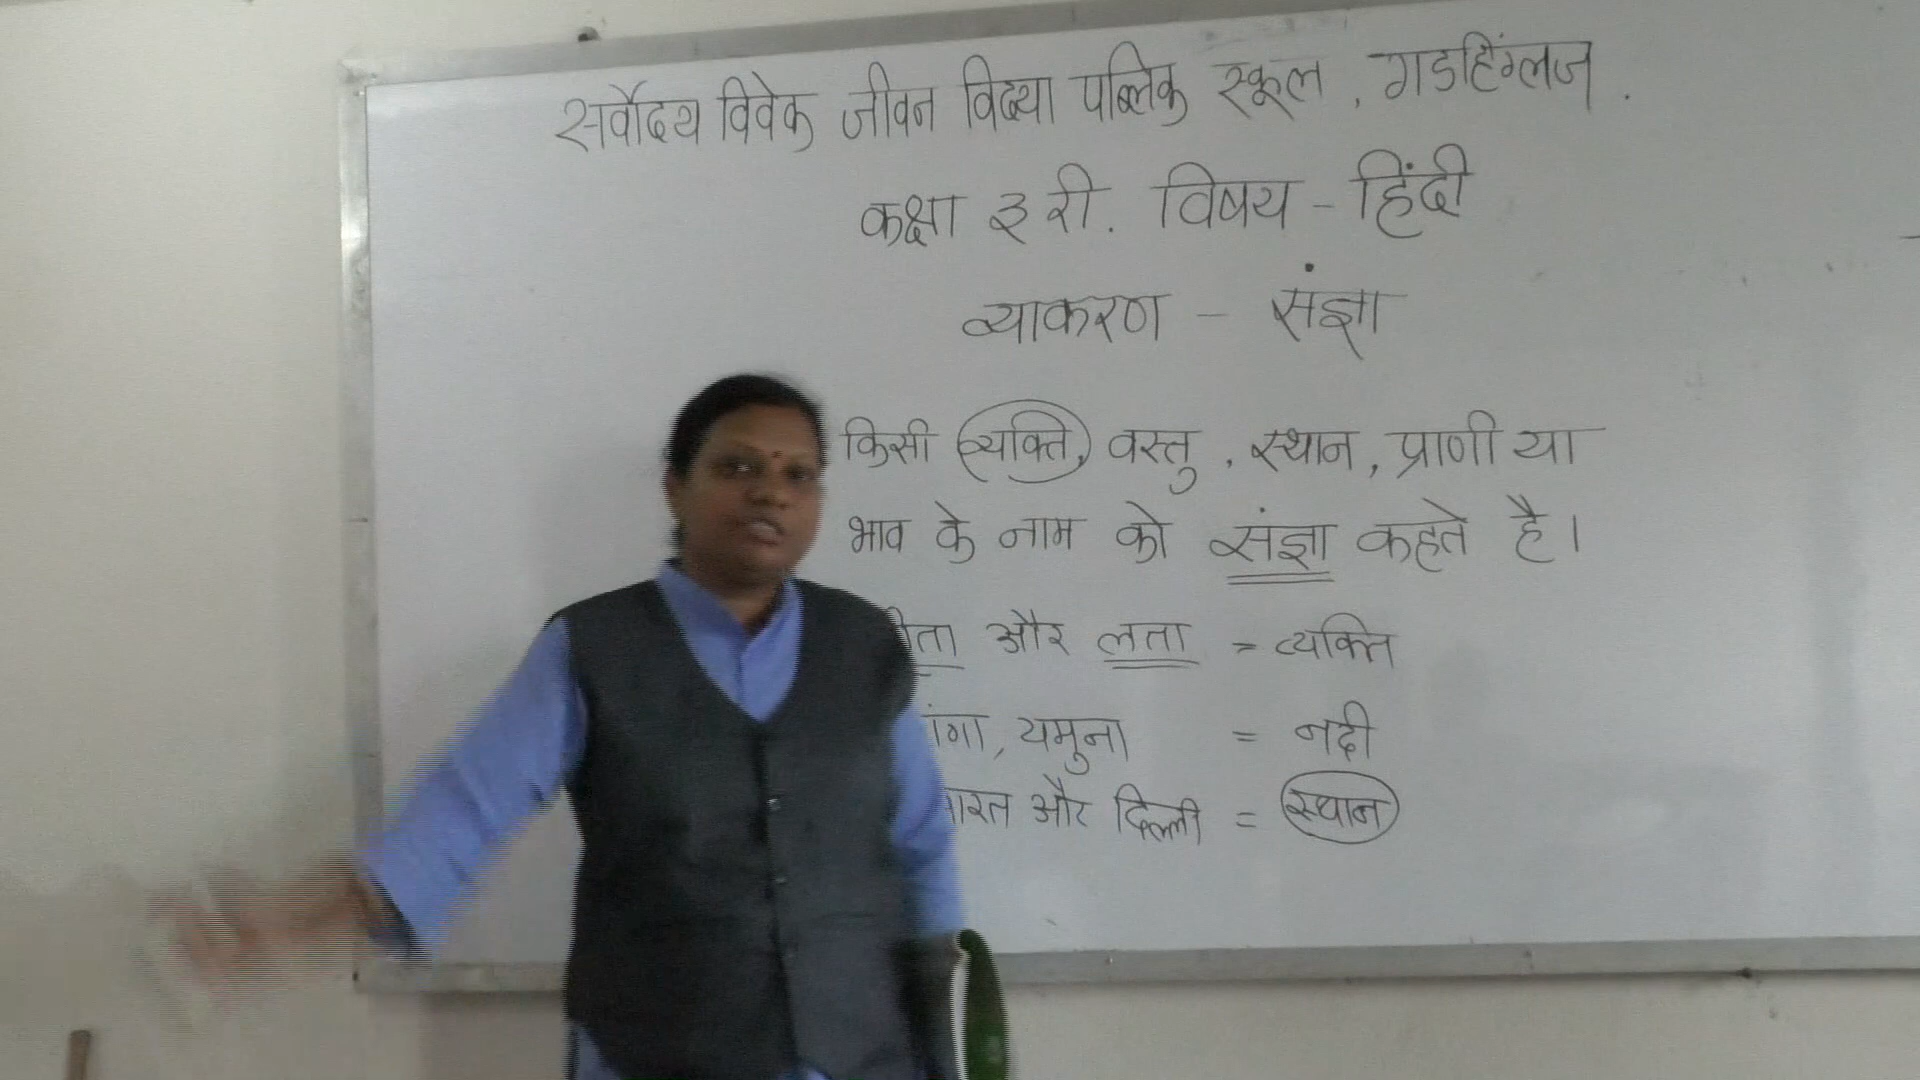 सर्वोदय विवेक जीवन विद्या पब्लिक स्कूल, गडहिंग्लज.
कक्षा ३ री. विषय - हिंदी
व्याकरण - संज्ञा
किसी व्यक्ति, वस्तु, स्थान, प्राणी या
भाव के नाम को संज्ञा कहते है।
और लता = व्यक्ति
यमुना = नदी
और दिल्ली = स्थान